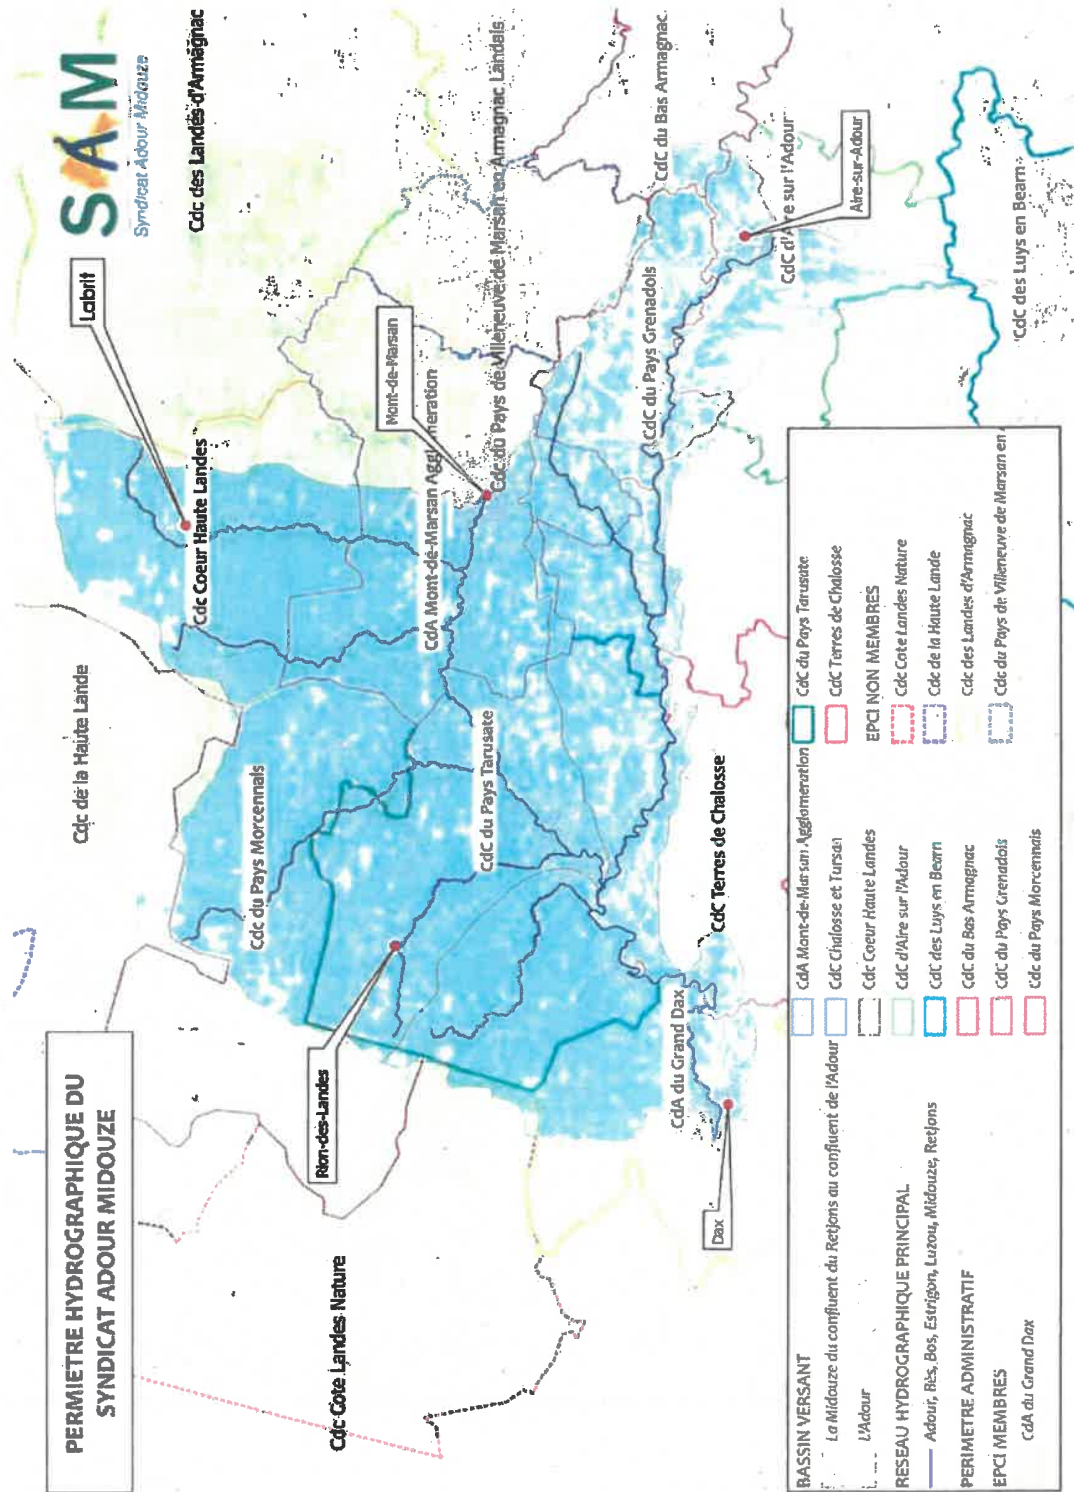 PERMIETRE HYDROGRAPHIQUE DU
SYNDICAT ADOUR MIDOUZE
SAM
Syndicat Adour Midouze
Cdc des Landes d'Armagnac
Labrit
Cdc de la Haute Lande
Cdc Coeur Haute Landes
Cdc du Pays Morcennais
Mont-de-Marsan
CdA Mont-de-Marsan Agglomeration
Cdc du Pays de Villeneuve de Marsan en Armagnac Landais
CdC du Bas Armagnac
Rion-des-Landes
CdC du Pays Tarusate
CdC du Pays Grenadois
Aire-sur-Adour
CdC d'Aire sur l'Adour
Cdc Cote Landes Nature
CdA du Grand Dax
Dax
CdC Terres de Chalosse
CdC des Luys en Bearn
BASSIN VERSANT
La Midouze du confluent du Retjons au confluent de l'Adour
L'Adour
RESEAU HYDROGRAPHIQUE PRINCIPAL
Adour, Bès, Bos, Estrigon, Luzou, Midouze, Retjons
PERIMETRE ADMINISTRATIF
EPCI MEMBRES
CdA du Grand Dax
CdA Mont-de-Marsan Agglomeration
CdC Chalosse et Tursan
Cdc Coeur Haute Landes
CdC d'Aire sur l'Adour
CdC des Luys en Bearn
CdC du Bas Armagnac
CdC du Pays Grenadois
Cdc du Pays Morcennais
CdC du Pays Tarusate
CdC Terres de Chalosse
EPCI NON MEMBRES
Cdc Cote Landes Nature
Cdc de la Haute Lande
Cdc des Landes d'Armagnac
Cdc du Pays de Villeneuve de Marsan en